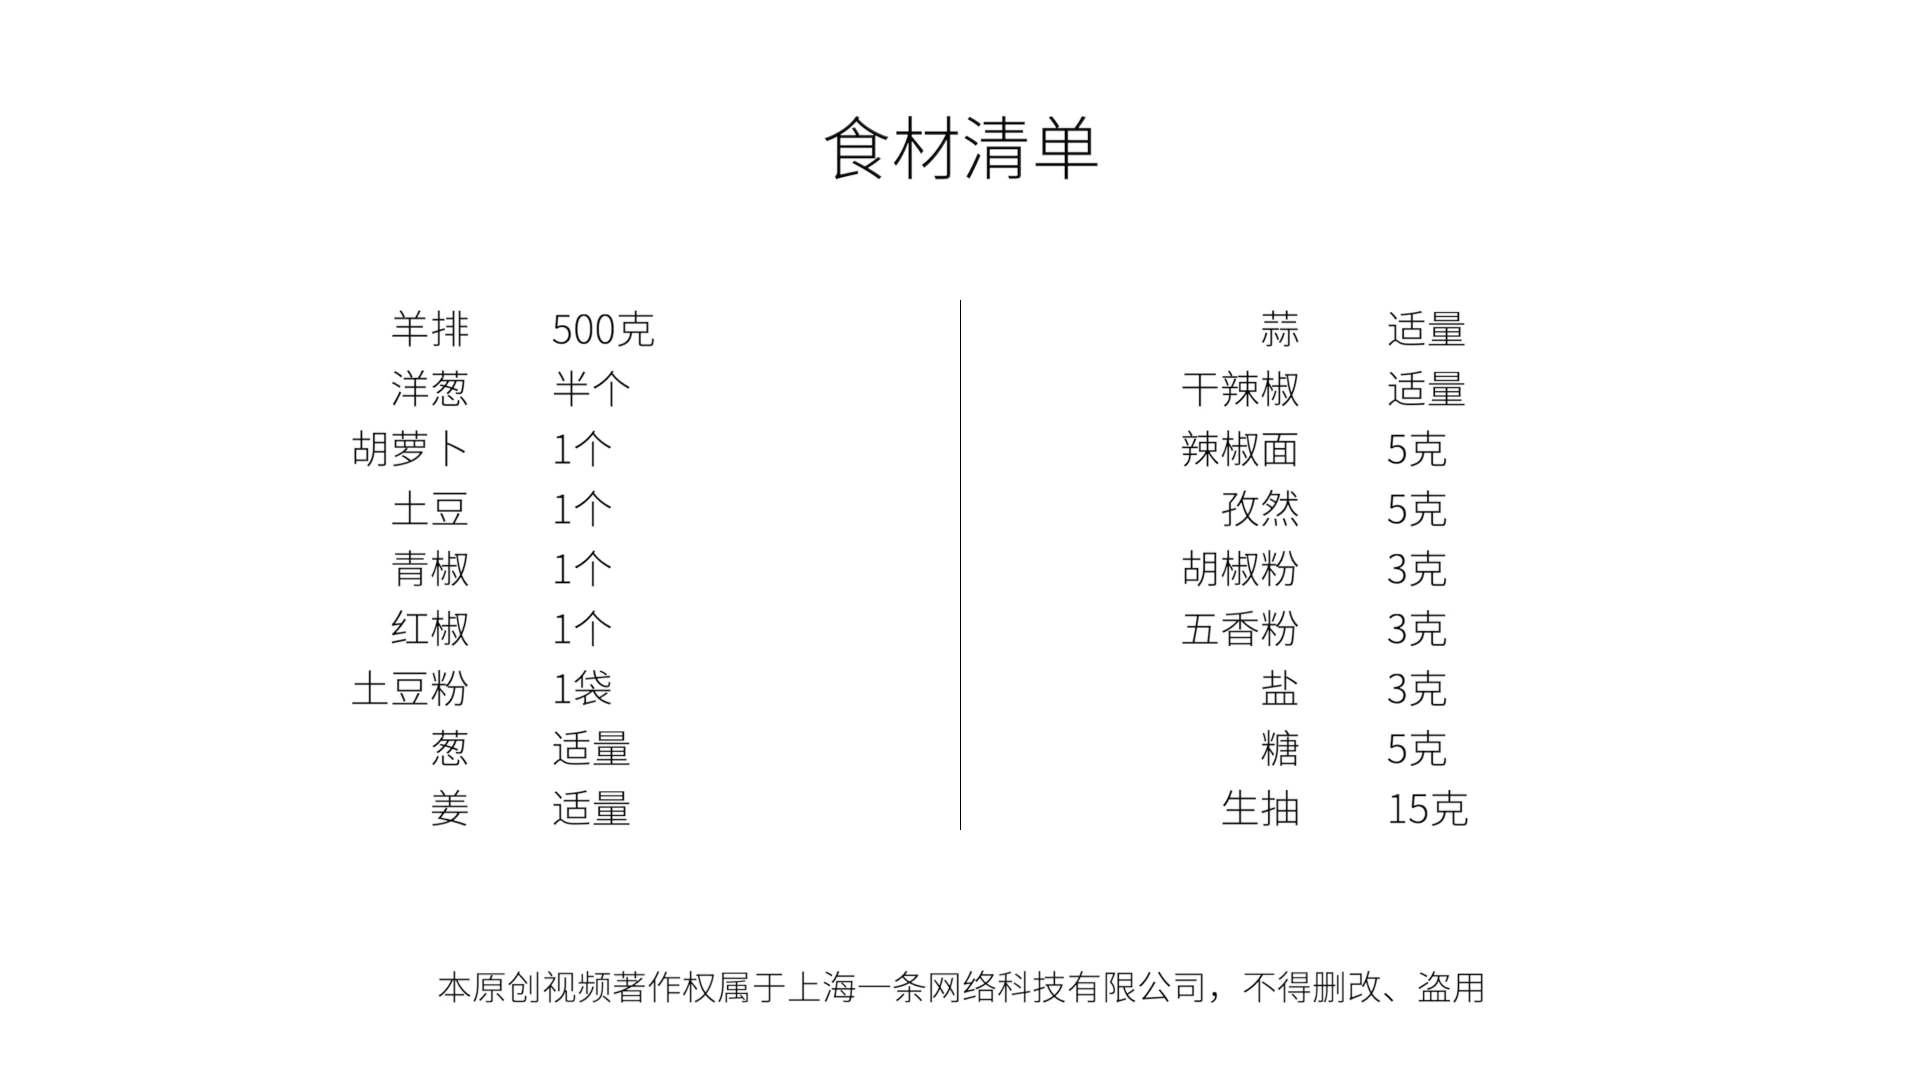 食材清单
羊排 500克
洋葱 半个
胡萝卜 1个
土豆 1个
青椒 1个
红椒 1个
土豆粉 1袋
葱 适量
姜 适量
蒜 适量
干辣椒 适量
辣椒面 5克
孜然 5克
胡椒粉 3克
五香粉 3克
盐 3克
糖 5克
生抽 15克
本原创视频著作权属于上海一条网络科技有限公司，不得删改、盗用